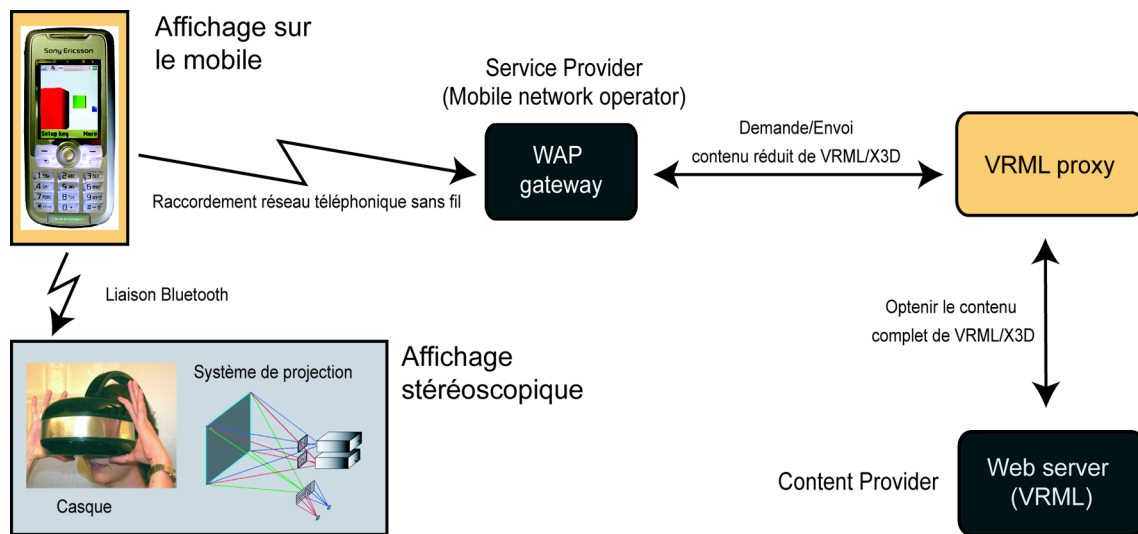 Affichage sur
le mobile
Sony Ericsson
Setup key More
Service Provider
(Mobile network operator)
WAP
gateway
Demande/Envoi
contenu réduit de VRML/X3D
VRML proxy
Raccordement réseau téléphonique sans fil
Liaison Bluetooth
Optenir le contenu
complet de VRML/X3D
Affichage
stéréoscopique
Système de projection
Casque
Content Provider
Web server
(VRML)